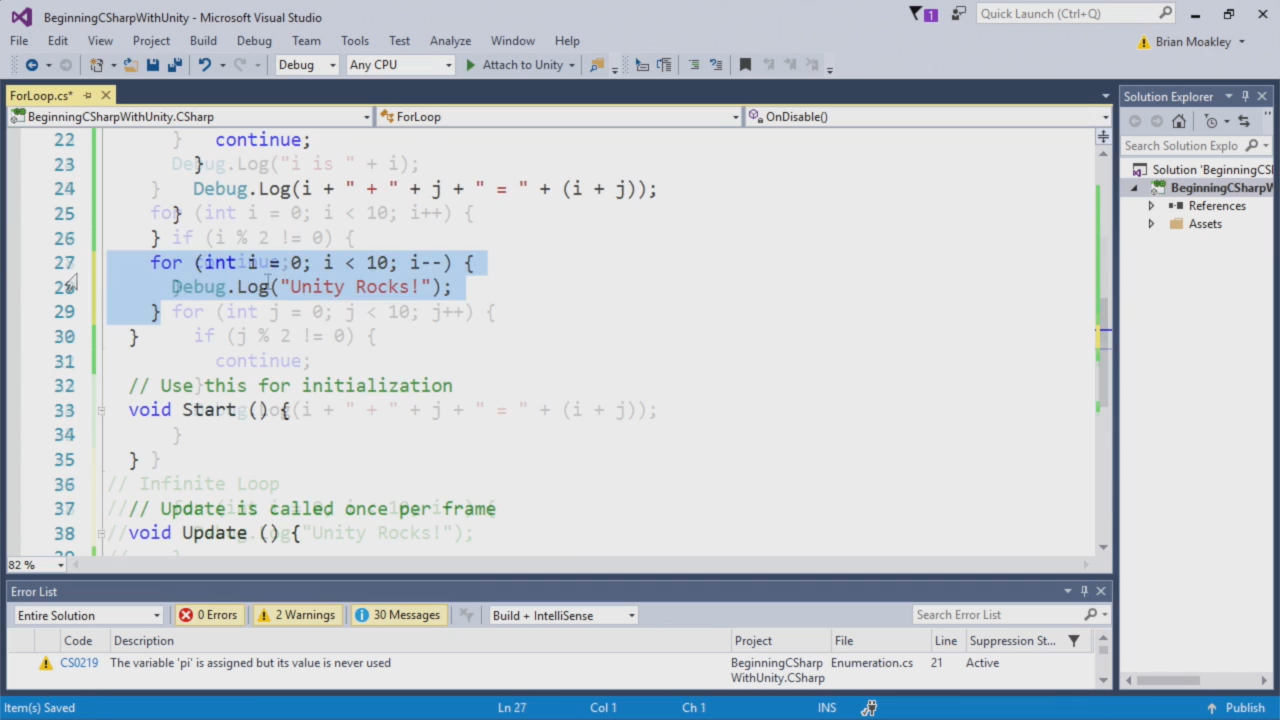 BeginningCSharpWithUnity - Microsoft Visual Studio
1
Quick Launch (Ctrl+Q)
File Edit View Project Build Debug Team Tools Test Analyze Window Help
Brian Moakley
Debug Any CPU Attach to Unity
ForLoop.cs*
BeginningCSharpWithUnity.CSharp ForLoop OnDisable()
22 } continue;
23 Debug.Log("i is " + i); }
24 } Debug.Log(i + " + " + j + " = " + (i + j));
25 for (int i = 0; i < 10; i++) { }
26 } if (i % 2 != 0) {
27 for (int i = 0; i < 10; i--) {
28 Debug.Log("Unity Rocks!");
29 } for (int j = 0; j < 10; j++) {
30 } if (j % 2 != 0) {
31 continue;
32 // Use this for initialization }
33 void Start () {
+ " + " + j + " = " + (i + j));
34 }
35 } }
36 // Infinite Loop
37 // Update is called once per frame
38 void Update () {
"Unity Rocks!");
82 %
Solution Explorer
Search Solution Explo
Solution 'BeginningCSI
BeginningCSharpW
References
Assets
Error List
Entire Solution 0 Errors 2 Warnings 30 Messages Build + IntelliSense Search Error List
Code Description Project File Line Suppression St...
CS0219 The variable 'pi' is assigned but its value is never used BeginningCSharp Enumeration.cs 21 Active
WithUnity.CSharp
Item(s) Saved Ln 27 Col 1 Ch 1 INS Publish